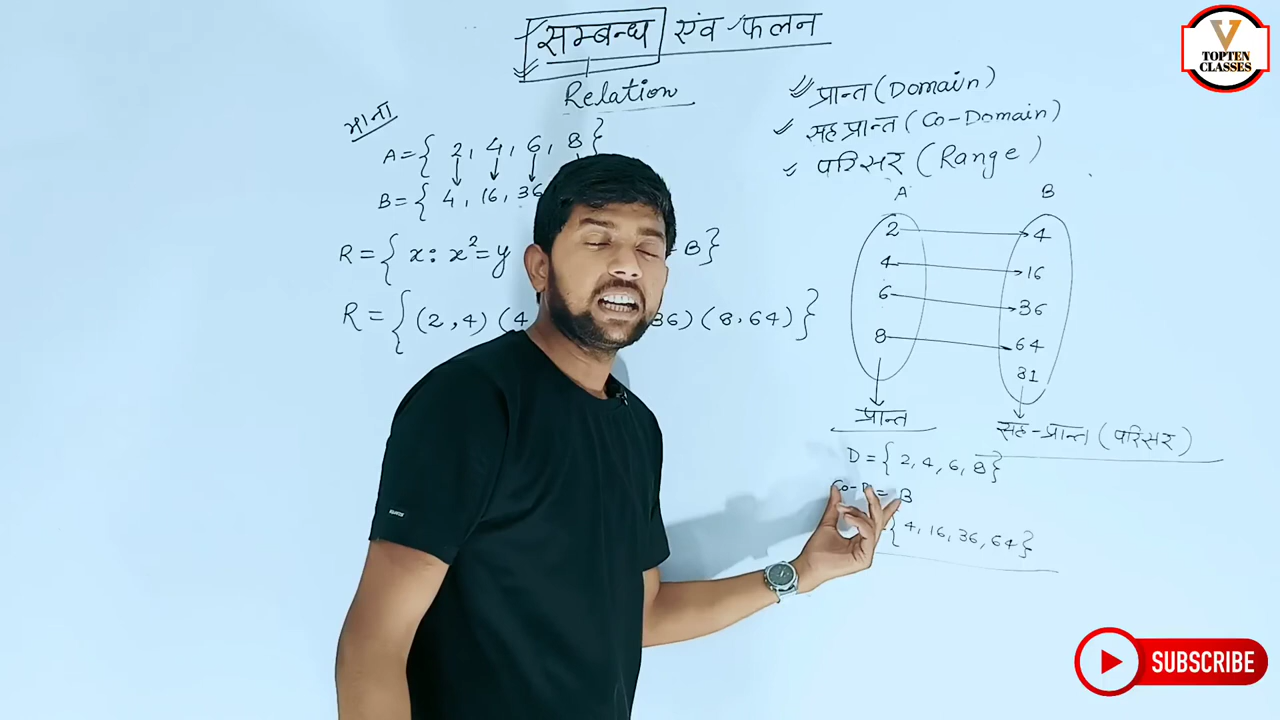 सम्बन्ध एंव फलन
Relation
माना
A={ 2, 4, 6, 8}
B={ 4, 16, 36
R={ x: x²=y B}
R={(2,4)(4 36)(8,64)}
प्रान्त (Domain)
सह प्रान्त (Co-Domain)
परिसर (Range)
A B
2 4
4 16
6 36
8 64
81
प्रान्त
सह-प्रान्त (परिसर)
D={2,4,6,8}
Co-D = B
={4,16,36,64}
V
TOPTEN
CLASSES
SUBSCRIBE